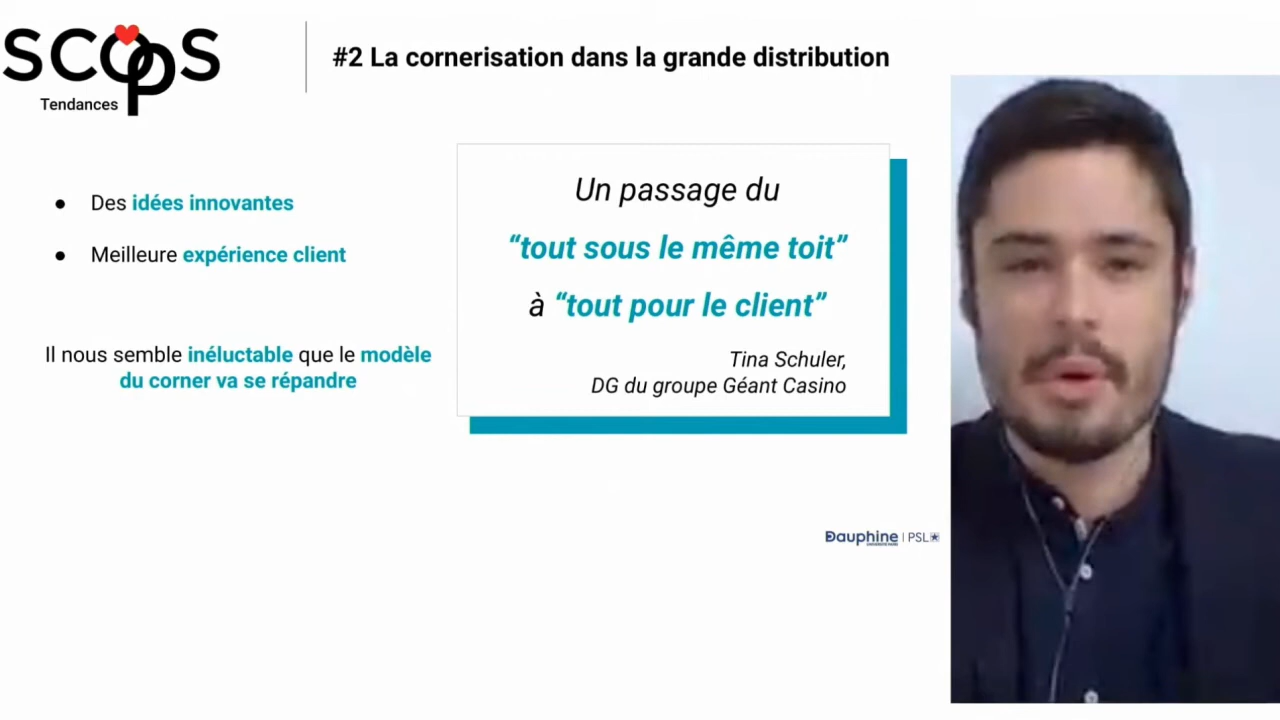 SCOPS
Tendances
#2 La cornerisation dans la grande distribution
● Des idées innovantes
● Meilleure expérience client
Il nous semble inéluctable que le modèle
du corner va se répandre
Un passage du
“tout sous le même toit”
à “tout pour le client”
Tina Schuler,
DG du groupe Géant Casino
Dauphine | PSL